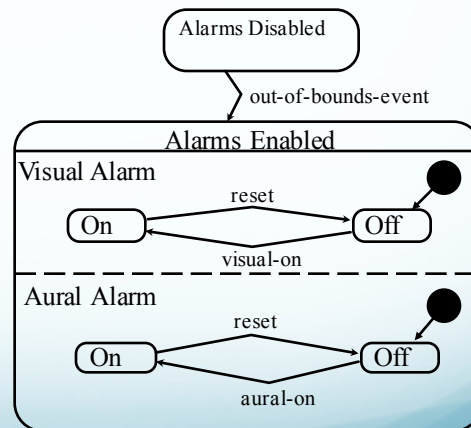 Alarms Disabled
out-of-bounds-event
Alarms Enabled
Visual Alarm
reset
On
Off
visual-on
Aural Alarm
reset
On
Off
aural-on